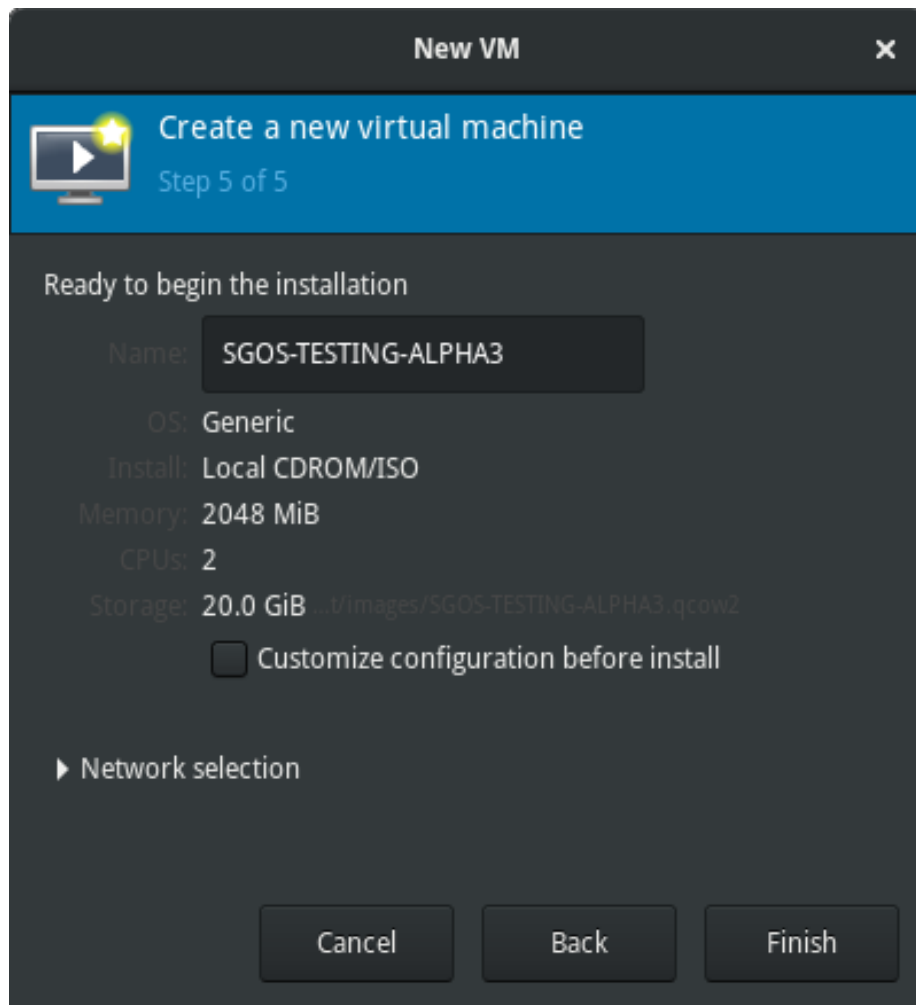 New VM
Create a new virtual machine
Step 5 of 5
Ready to begin the installation
Name: SGOS-TESTING-ALPHA3
OS: Generic
Install: Local CDROM/ISO
Memory: 2048 MiB
CPUs: 2
Storage: 20.0 GiB ...t/images/SGOS-TESTING-ALPHA3.qcow2
Customize configuration before install
Network selection
Cancel Back Finish